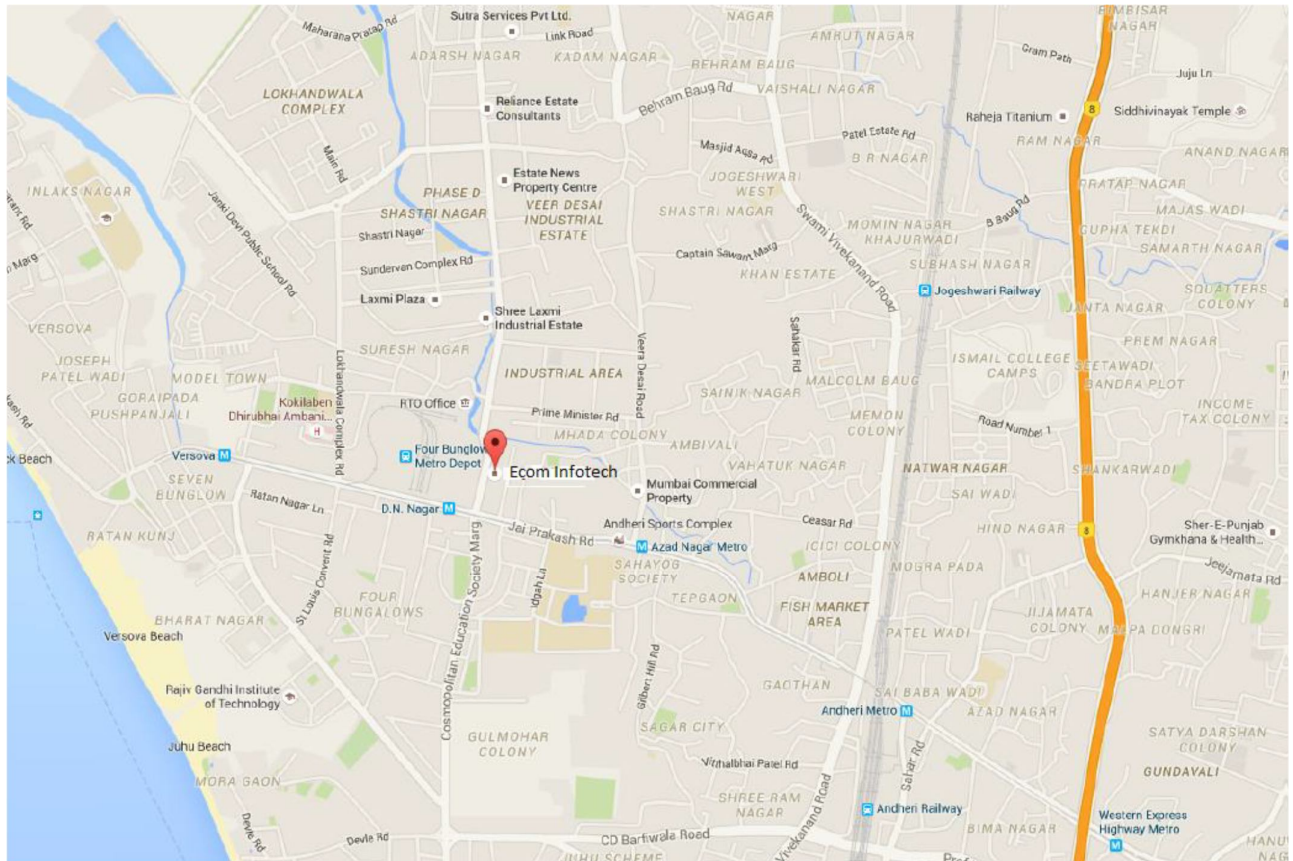 Maharana Pratap Rd
Sutra Services Pvt Ltd.
Link Road
NAGAR
AMRUT NAGAR
NAGAR
ADARSH NAGAR
KADAM NAGAR
BEHRAM BAUG
Gram Path
Juju Ln
LOKHANDWALA
COMPLEX
Reliance Estate
Consultants
Behram Baug Rd
VAISHALI NAGAR
Raheja Titanium
8
Siddhivinayak Temple
Main Rd
Masjid Aqsa Rd
Patel Estate Rd
B R NAGAR
RAM NAGAR
ANAND NAGAR
INLAKS NAGAR
Janki Devi Public School Rd
PHASE D
Estate News
Property Centre
JOGESHWARI
WEST
PRATAP NAGAR
SHASTRI NAGAR
VEER DESAI
INDUSTRIAL
ESTATE
SHASTRI NAGAR
Swami Vivekanand Road
MOMIN NAGAR
KHAJURWADI
B Baug Rd
MAJAS WADI
GUPHA TEKDI
Shastri Nagar
SAMARTH NAGAR
Marg...
Sunderven Complex Rd
Captain Sawant Marg
KHAN ESTATE
SUBHASH NAGAR
Laxmi Plaza
Jogeshwari Railway
SQUATTERS
COLONY
JANTA NAGAR
VERSOVA
Shree Laxmi
Industrial Estate
Veera Desai Road
Sahakar Rd
PREM NAGAR
JOSEPH
PATEL WADI
SURESH NAGAR
Lokhandwala Complex Rd
INDUSTRIAL AREA
ISMAIL COLLEGE
CAMPS
SEETAWADI
BANDRA PLOT
MODEL TOWN
SAINIK NAGAR
MALCOLM BAUG
GORAIPADA
PUSHPANJALI
Kokilaben
Dhirubhai Ambani...
H
RTO Office
Prime Minister Rd
MEMON
COLONY
INCOME
TAX COLONY
Road Number 1
MHADA COLONY
AMBIVALI
Versova
Four Bunglow
Metro Depot
Ecom Infotech
VAHATUK NAGAR
NATWAR NAGAR
SHANKARWADI
ck Beach
SEVEN
BUNGLOW
Ratan Nagar Ln
D.N. Nagar
Mumbai Commercial
Property
SAI WADI
RATAN KUNJ
Jai Prakash Rd
Andheri Sports Complex
Ceasar Rd
HIND NAGAR
8
Sher-E-Punjab
Gymkhana & Health...
Azad Nagar Metro
ICICI COLONY
St Louis Convent Rd
Cosmopolitan Education Society Marg
SAHAYOG
SOCIETY
MOGRA PADA
Jeejamata Rd
AMBOLI
Idgah Ln
TEPGAON
HANJER NAGAR
FOUR
BUNGALOWS
FISH MARKET
AREA
JIJAMATA
COLONY
BHARAT NAGAR
PATEL WADI
Versova Beach
Gilbert Hill Rd
Rajiv Gandhi Institute
of Technology
GAOTHAN
SAI BABA WADI
Andheri Metro
AZAD NAGAR
SAGAR CITY
SATYA DARSHAN
COLONY
GULMOHAR
COLONY
Juhu Beach
Sahar Rd
GUNDAVALI
MORA GAON
SHREE RAM
NAGAR
Andheri Railway
Western Express
Highway Metro
Vivekanand Road
Devle Rd
Devle Rd
CD Barfiwala Road
BIMA NAGAR
JUHU SCHEME